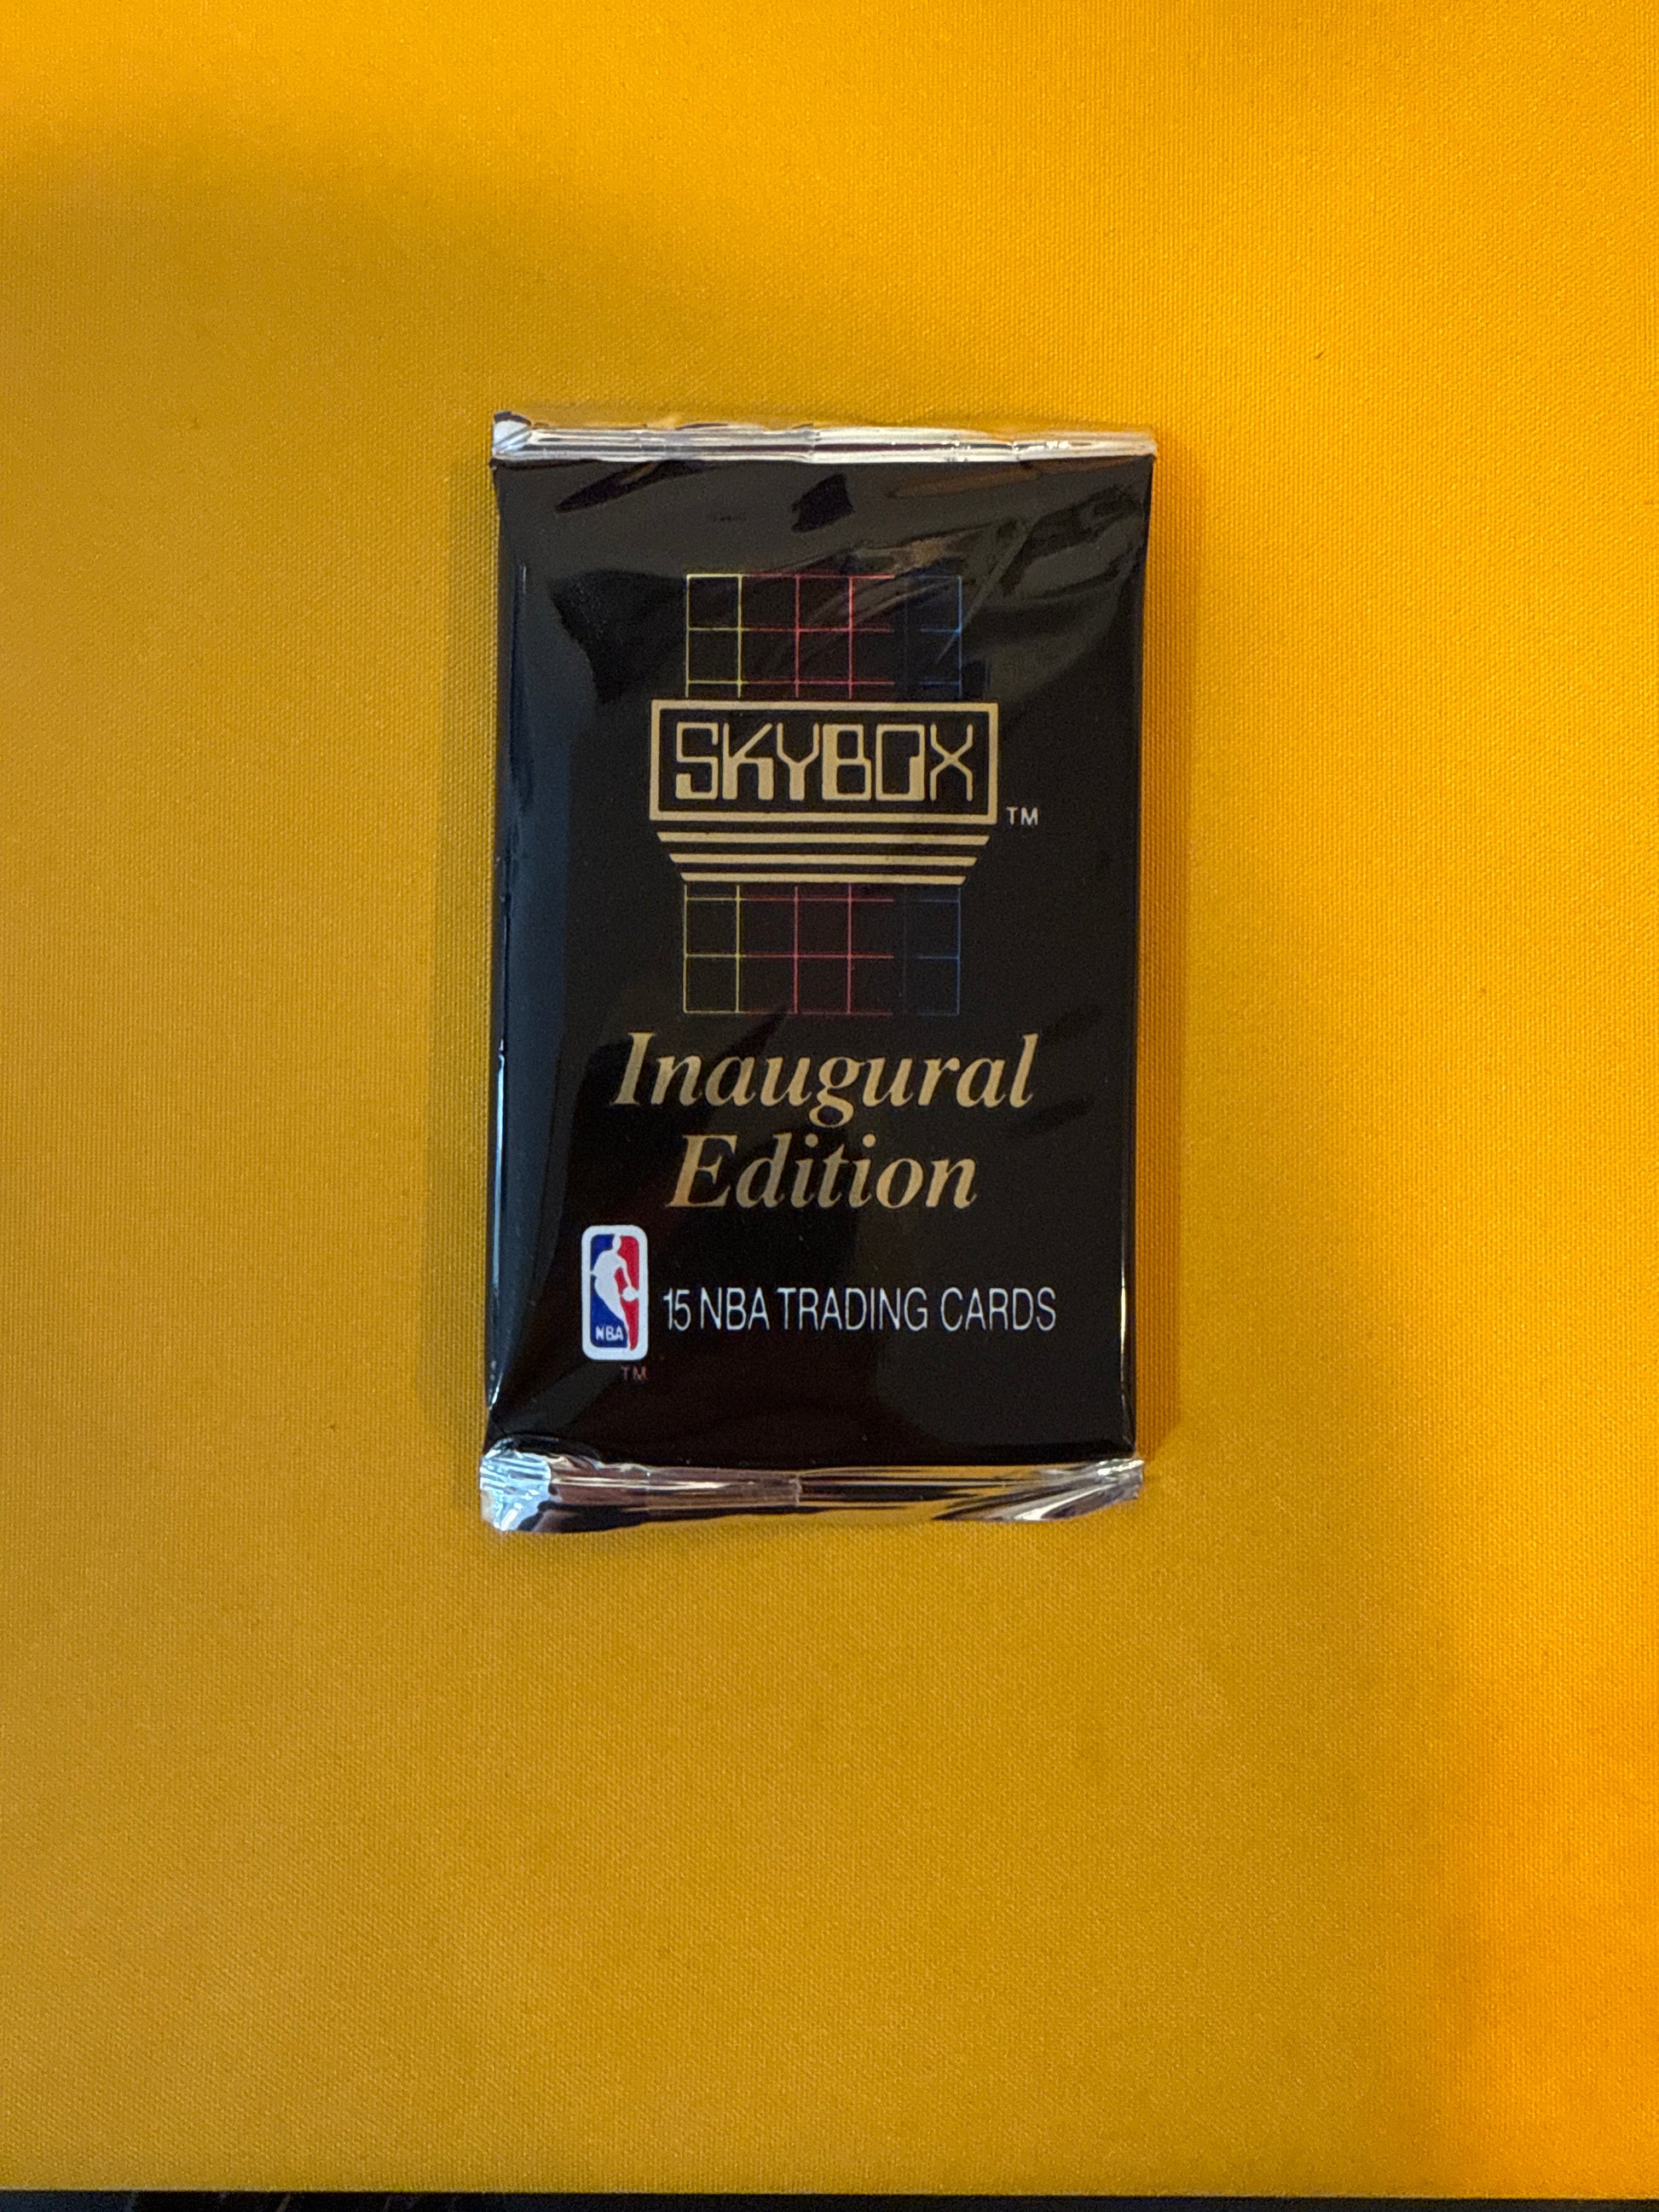 SKYBOX
TM
Inaugural
Edition
NBA
15 NBA TRADING CARDS
TM